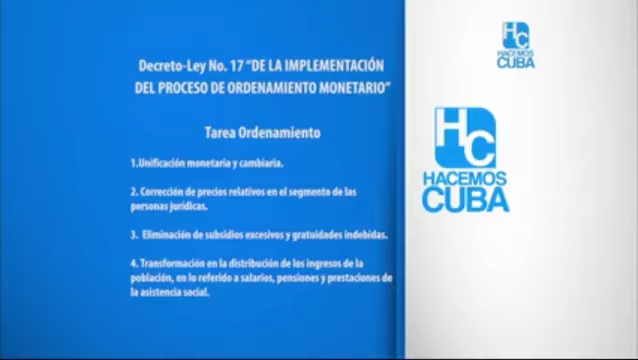 Decreto-Ley No. 17 "DE LA IMPLEMENTACIÓN
DEL PROCESO DE ORDENAMIENTO MONETARIO"
Tarea Ordenamiento
1.Unificación monetaria y cambiaria.
2. Corrección de precios relativos en el segmento de las
personas jurídicas.
3. Eliminación de subsidios excesivos y gratuidades indebidas.
4. Transformación en la distribución de los ingresos de la
población, en lo referido a salarios, pensiones y prestaciones de
la asistencia social.
HC
HACEMOS
CUBA
HC
HACEMOS
CUBA